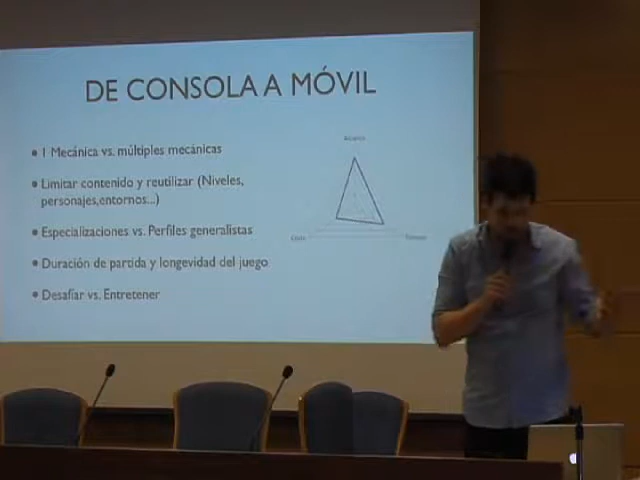 DE CONSOLA A MÓVIL
• 1 Mecánica vs. múltiples mecánicas
• Limitar contenido y reutilizar (Niveles,
personajes,entornos...)
• Especializaciones vs. Perfiles generalistas
• Duración de partida y longevidad del juego
• Desafiar vs. Entretener